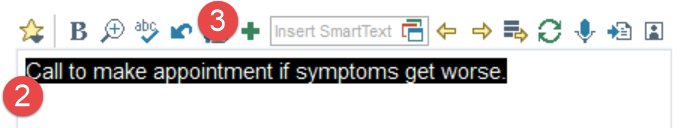 3
B abc Insert SmartText
Call to make appointment if symptoms get worse.
2